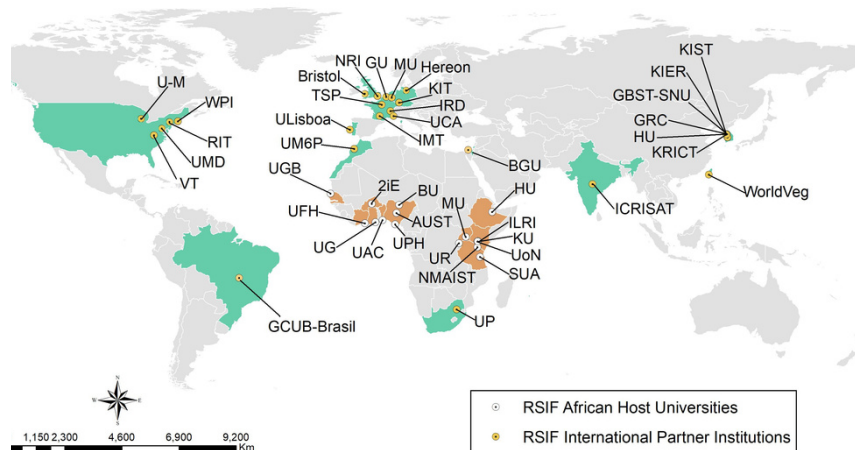 U-M
WPI
RIT
UMD
VT
NRI
GU
MU
Hereon
Bristol
KIT
TSP
IRD
ULisboa
UCA
IMT
UM6P
BGU
KIST
KIER
GBST-SNU
GRC
HU
KRICT
WorldVeg
ICRISAT
UGB
2iE
BU
HU
UFH
AUST
MU
ILRI
UG
KU
UAC
UPH
UR
UoN
NMAIST
SUA
GCUB-Brasil
UP
N
W
E
S
1,150 2,300 4,600 6,900 9,200
Km
RSIF African Host Universities
RSIF International Partner Institutions